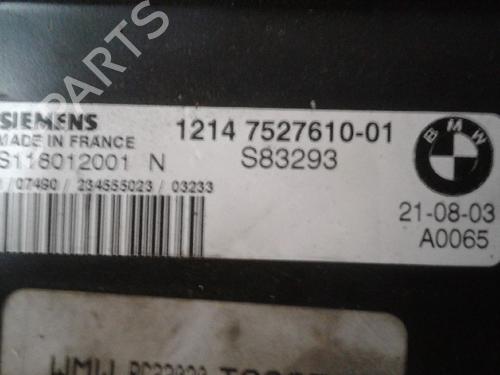 PARTS
SIEMENS
MADE IN FRANCE
S118012001 N
/ 07490 / 234555023 / 03233
1214 7527610-01
S83293
BMW
21-08-03
A0065